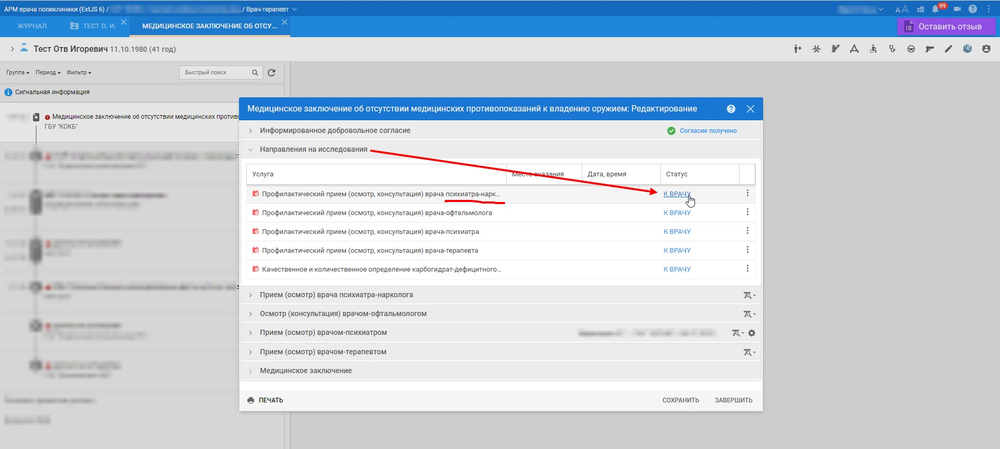 АРМ врача поликлиники (ExtJS 6) /
/ Врач-терапевт
99
ЖУРНАЛ
ТЕСТ О. И.
МЕДИЦИНСКОЕ ЗАКЛЮЧЕНИЕ ОБ ОТСУ...
Оставить отзыв
Тест Отв Игоревич 11.10.1980 (41 год)
Группа Период Фильтр
Быстрый поиск
Сигнальная информация
Медицинское заключение об отсутствии медицинских противо
ГБУ "КОКБ"
Медицинское заключение об отсутствии медицинских противопоказаний к владению оружием: Редактирование
Информированное добровольное согласие
Согласие получено
Направления на исследования
Услуга Место оказания Дата, время Статус
Профилактический прием (осмотр, консультация) врача психиатра-нарк... К ВРАЧУ
Профилактический прием (осмотр, консультация) врача-офтальмолога К ВРАЧУ
Профилактический прием (осмотр, консультация) врача-психиатра К ВРАЧУ
Профилактический прием (осмотр, консультация) врача-терапевта К ВРАЧУ
Качественное и количественное определение карбогидрат-дефицитного... К ВРАЧУ
Прием (осмотр) врача психиатра-нарколога
Осмотр (консультация) врачом-офтальмологом
Прием (осмотр) врачом-психиатром
Прием (осмотр) врачом-терапевтом
Медицинское заключение
ПЕЧАТЬ
СОХРАНИТЬ
ЗАВЕРШИТЬ